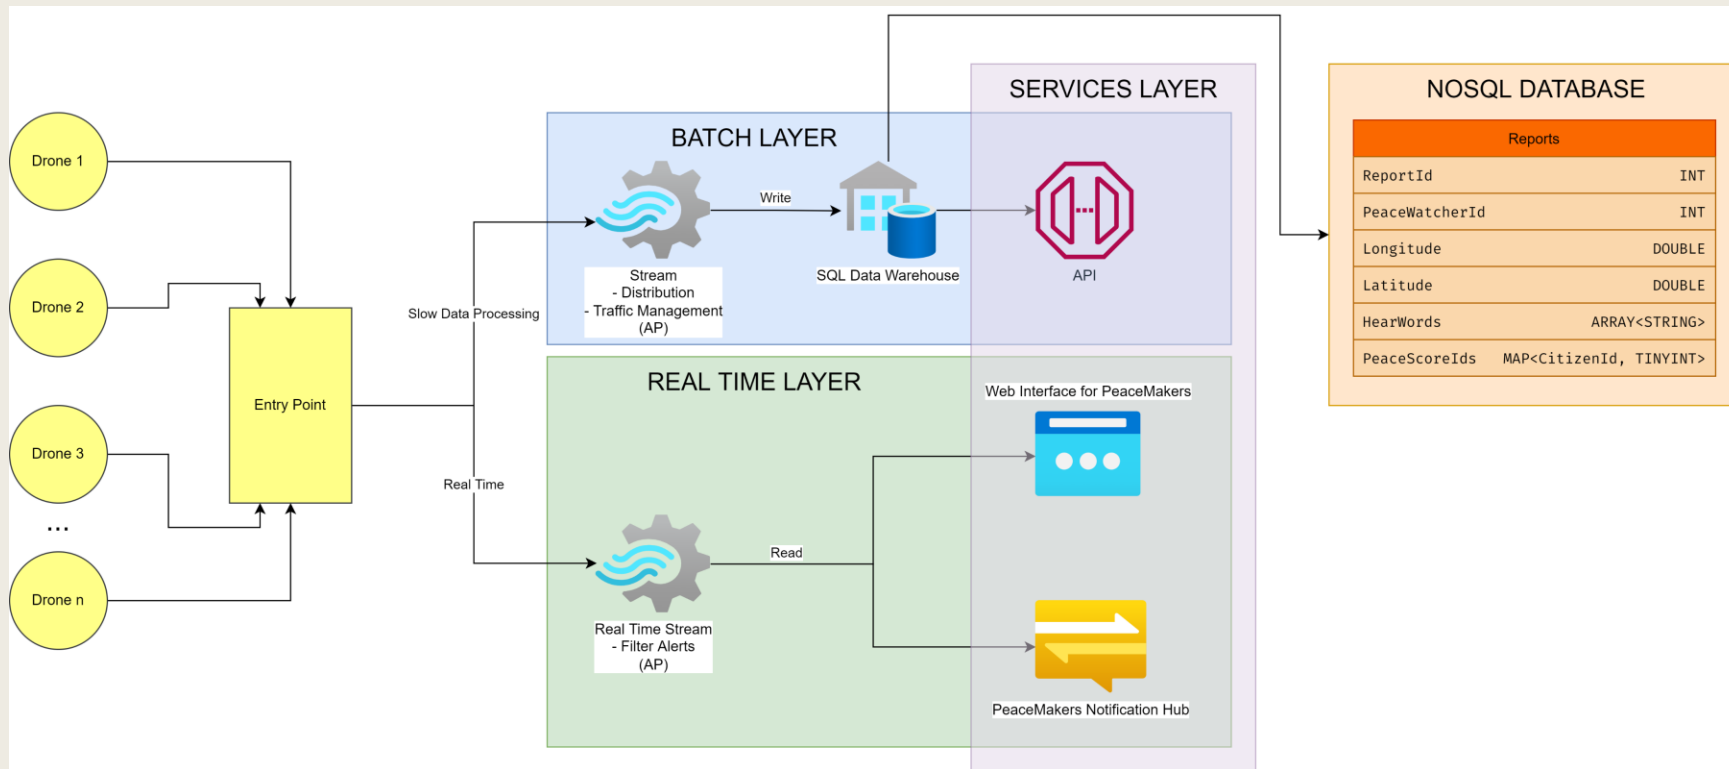 Drone 1
Drone 2
Drone 3
...
Drone n
Entry Point
Slow Data Processing
Real Time
BATCH LAYER
Stream
- Distribution
- Traffic Management
(AP)
Write
SQL Data Warehouse
SERVICES LAYER
API
REAL TIME LAYER
Real Time Stream
- Filter Alerts
(AP)
Read
Web Interface for PeaceMakers
PeaceMakers Notification Hub
NOSQL DATABASE
Reports
ReportId INT
PeaceWatcherId INT
Longitude DOUBLE
Latitude DOUBLE
HearWords ARRAY<STRING>
PeaceScoreIds MAP<CitizenId, TINYINT>